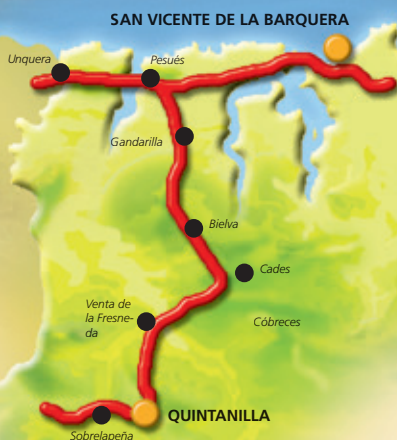 SAN VICENTE DE LA BARQUERA
Unquera
Pesués
Gandarilla
Bielva
Cades
Venta de
la Fresne-
da
Cóbreces
QUINTANILLA
Sobrelapeña